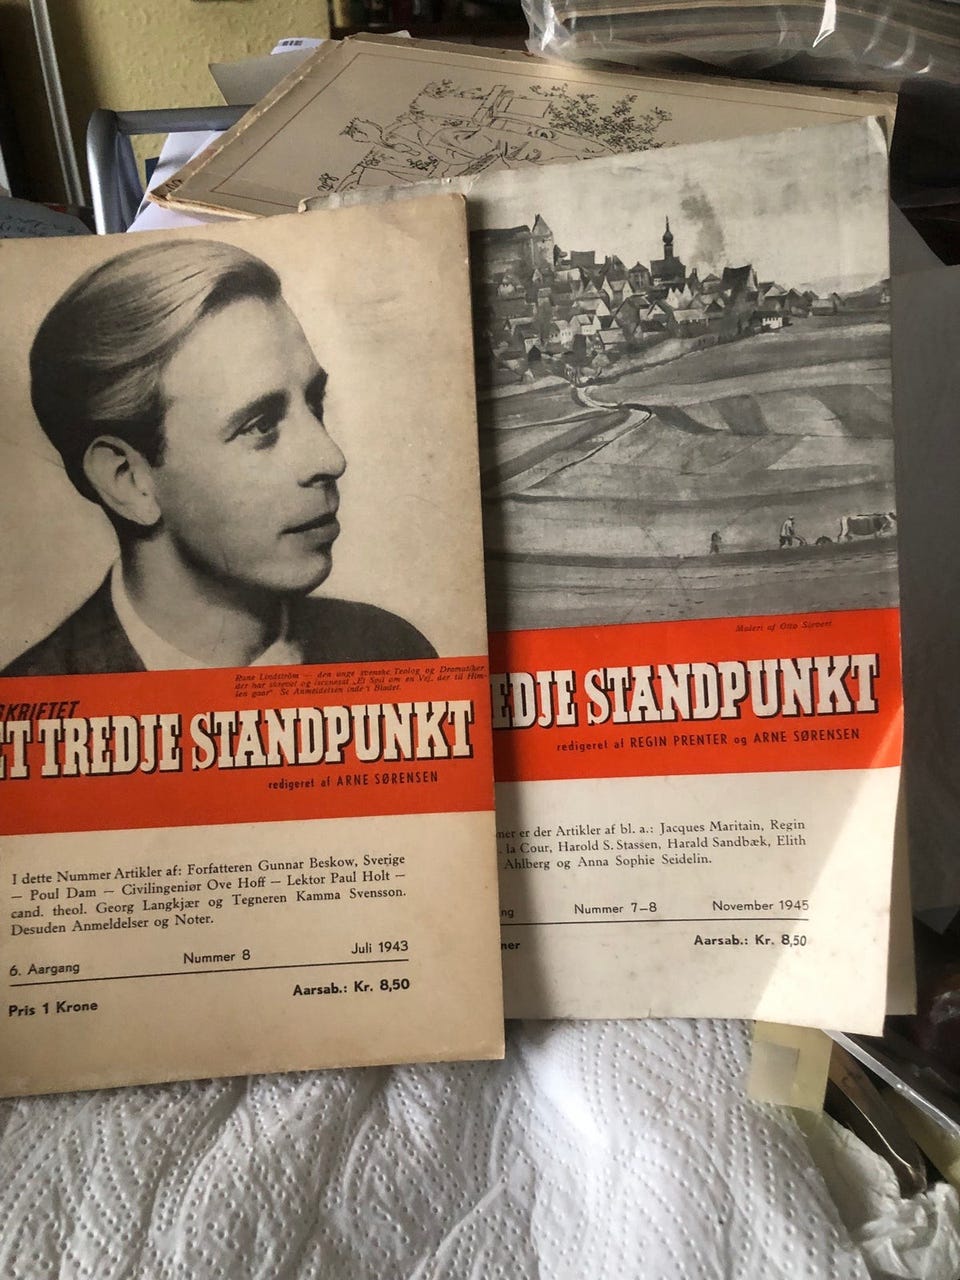 Rune Lindström — den unge svenske Teolog og Dramatiker,
der har skrevet og iscenesat „Et Spil om en Vej, der til Him-
len gaar“ Se Anmeldelsen inde i Bladet.
SKRIFTET
ET TREDJE STANDPUNKT
redigeret af ARNE SØRENSEN
I dette Nummer Artikler af: Forfatteren Gunnar Beskow, Sverige
— Poul Dam — Civilingeniør Ove Hoff — Lektor Paul Holt —
cand. theol. Georg Langkjær og Tegneren Kamma Svensson.
Desuden Anmeldelser og Noter.
6. Aargang Nummer 8 Juli 1943
Pris 1 Krone Aarsab.: Kr. 8,50
Maleri af Otto Sievert
EDJE STANDPUNKT
redigeret af REGIN PRENTER og ARNE SØRENSEN
mer er der Artikler af bl. a.: Jacques Maritain, Regin
. la Cour, Harold S. Stassen, Harald Sandbæk, Elith
Ahlberg og Anna Sophie Seidelin.
ng Nummer 7–8 November 1945
ner Aarsab.: Kr. 8,50